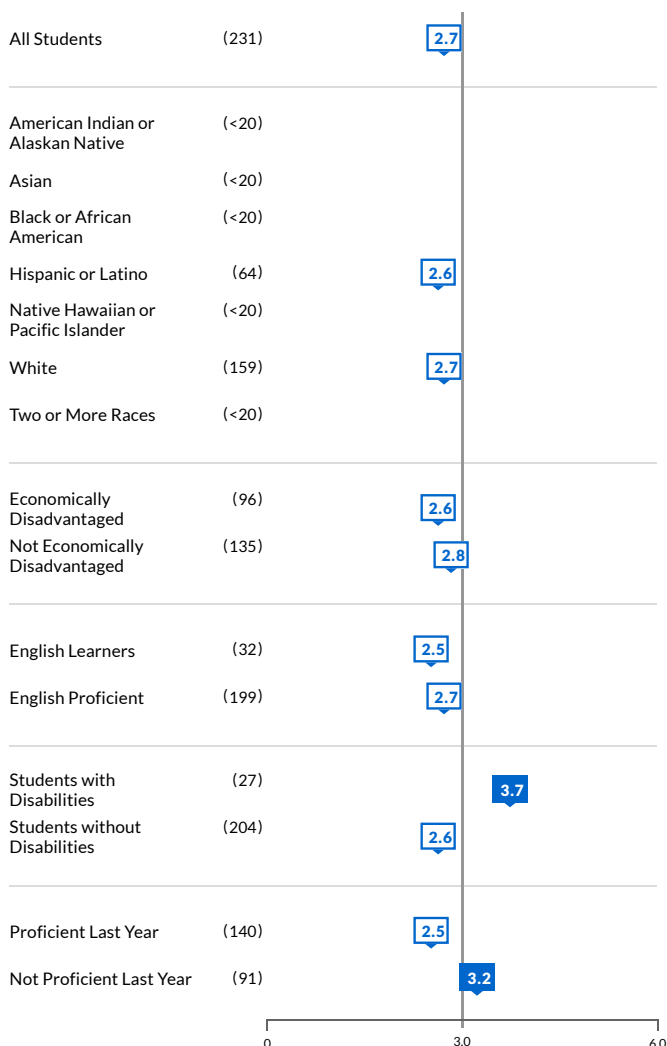 All Students (231) 2.7
American Indian or (<20)
Alaskan Native
Asian (<20)
Black or African (<20)
American
Hispanic or Latino (64) 2.6
Native Hawaiian or (<20)
Pacific Islander
White (159) 2.7
Two or More Races (<20)
Economically (96) 2.6
Disadvantaged
Not Economically (135) 2.8
Disadvantaged
English Learners (32) 2.5
English Proficient (199) 2.7
Students with (27) 3.7
Disabilities
Students without (204) 2.6
Disabilities
Proficient Last Year (140) 2.5
Not Proficient Last Year (91) 3.2
0 3.0 6.0